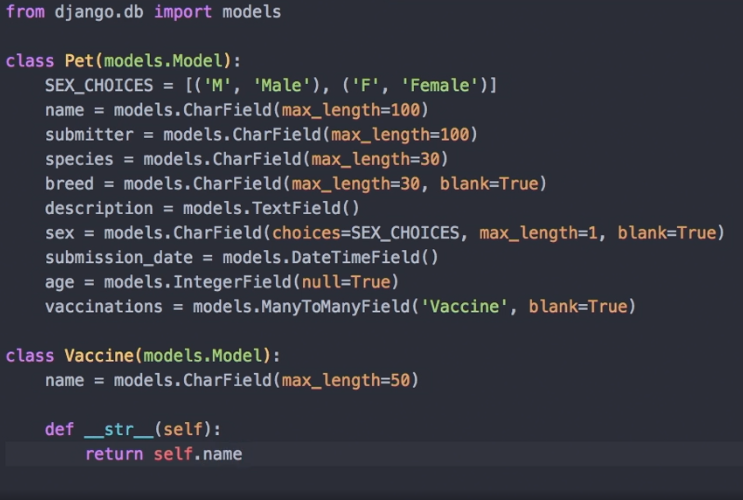 from django.db import models

class Pet(models.Model):
    SEX_CHOICES = [('M', 'Male'), ('F', 'Female')]
    name = models.CharField(max_length=100)
    submitter = models.CharField(max_length=100)
    species = models.CharField(max_length=30)
    breed = models.CharField(max_length=30, blank=True)
    description = models.TextField()
    sex = models.CharField(choices=SEX_CHOICES, max_length=1, blank=True)
    submission_date = models.DateTimeField()
    age = models.IntegerField(null=True)
    vaccinations = models.ManyToManyField('Vaccine', blank=True)

class Vaccine(models.Model):
    name = models.CharField(max_length=50)

    def __str__(self):
        return self.name